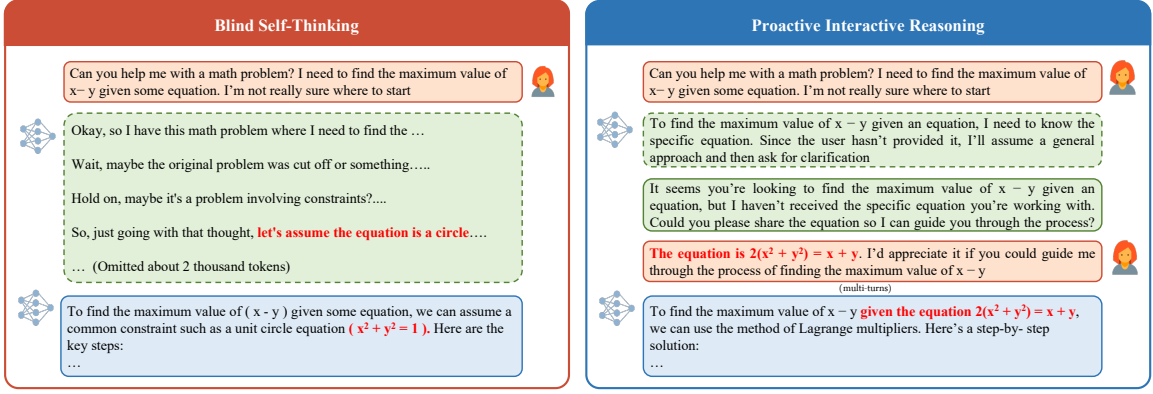 Blind Self-Thinking
Can you help me with a math problem? I need to find the maximum value of
x− y given some equation. I’m not really sure where to start
Okay, so I have this math problem where I need to find the …
Wait, maybe the original problem was cut off or something…..
Hold on, maybe it's a problem involving constraints?....
So, just going with that thought, let's assume the equation is a circle….
… (Omitted about 2 thousand tokens)
To find the maximum value of ( x - y ) given some equation, we can assume a
common constraint such as a unit circle equation ( x² + y² = 1 ). Here are the
key steps:
…
Proactive Interactive Reasoning
Can you help me with a math problem? I need to find the maximum value of
x− y given some equation. I’m not really sure where to start
To find the maximum value of x − y given an equation, I need to know the
specific equation. Since the user hasn’t provided it, I’ll assume a general
approach and then ask for clarification
It seems you’re looking to find the maximum value of x − y given an
equation, but I haven’t received the specific equation you’re working with.
Could you please share the equation so I can guide you through the process?
The equation is 2(x² + y²) = x + y. I’d appreciate it if you could guide me
through the process of finding the maximum value of x − y
(multi-turns)
To find the maximum value of x − y given the equation 2(x² + y²) = x + y,
we can use the method of Lagrange multipliers. Here’s a step-by- step
solution:
…